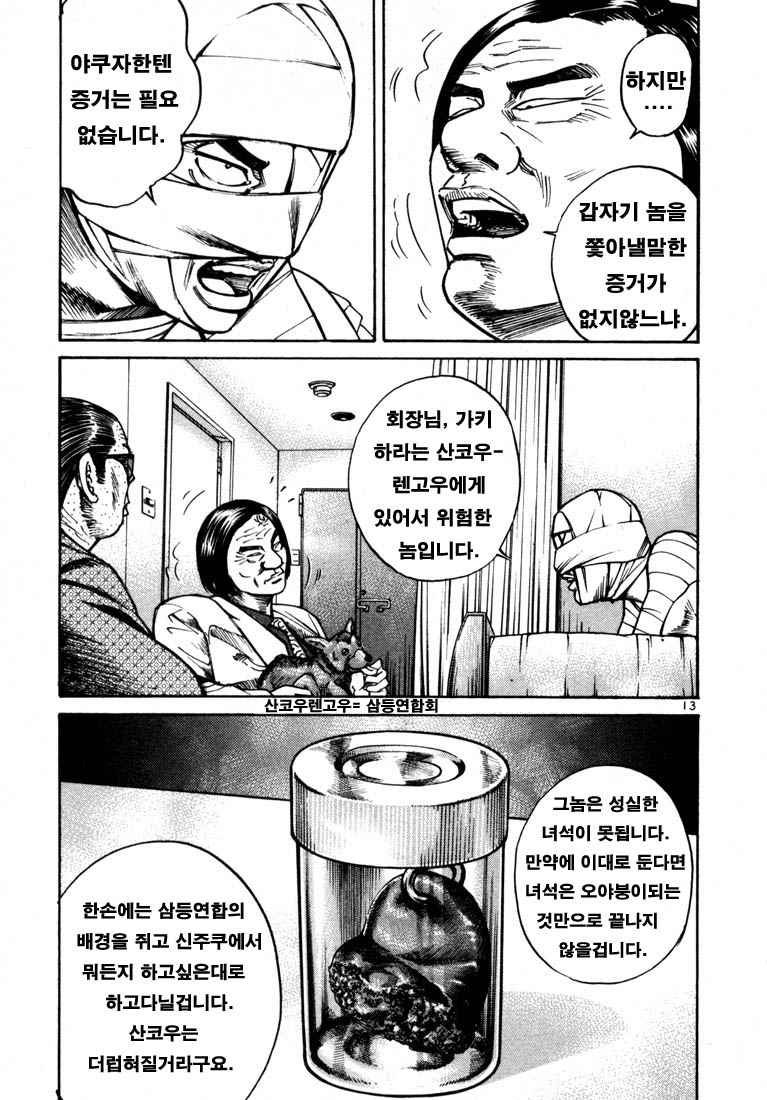 하지만
....
갑자기 놈을
쫓아낼말한
증거가
없지않느냐.
야쿠자한텐
증거는 필요
없습니다.
회장님, 가키
하라는 산코우-
렌고우에게
있어서 위험한
놈입니다.
산코우렌고우= 삼등연합회
13
그놈은 성실한
녀석이 못됩니다.
만약에 이대로 둔다면
녀석은 오야붕이되는
것만으로 끝나지
않을겁니다.
한손에는 삼등연합의
배경을 쥐고 신주쿠에서
뭐든지 하고싶은대로
하고다닐겁니다.
산코우는
더럽혀질거라구요.